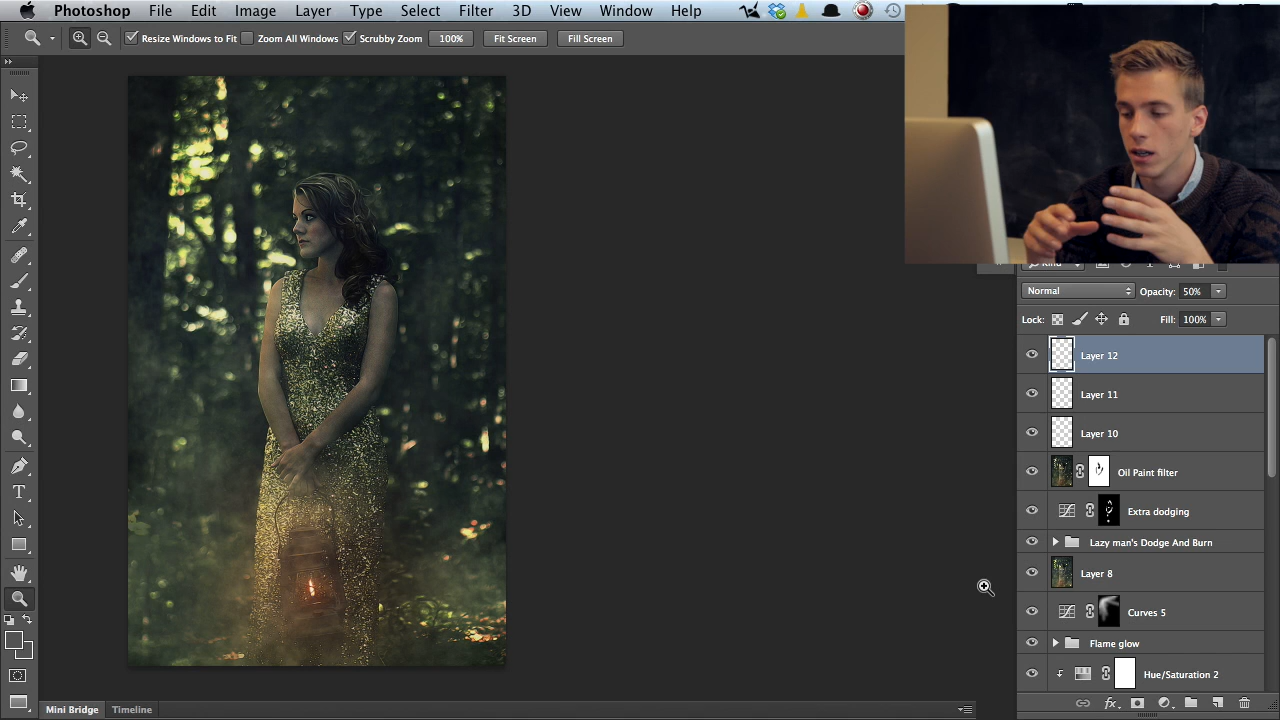 Photoshop File Edit Image Layer Type Select Filter 3D View Window Help
Resize Windows to Fit Zoom All Windows Scrubby Zoom 100% Fit Screen Fill Screen
Normal Opacity: 50%
Lock: Fill: 100%
Layer 12
Layer 11
Layer 10
Oil Paint filter
Extra dodging
Lazy man's Dodge And Burn
Layer 8
Curves 5
Flame glow
Hue/Saturation 2
fx
Mini Bridge Timeline